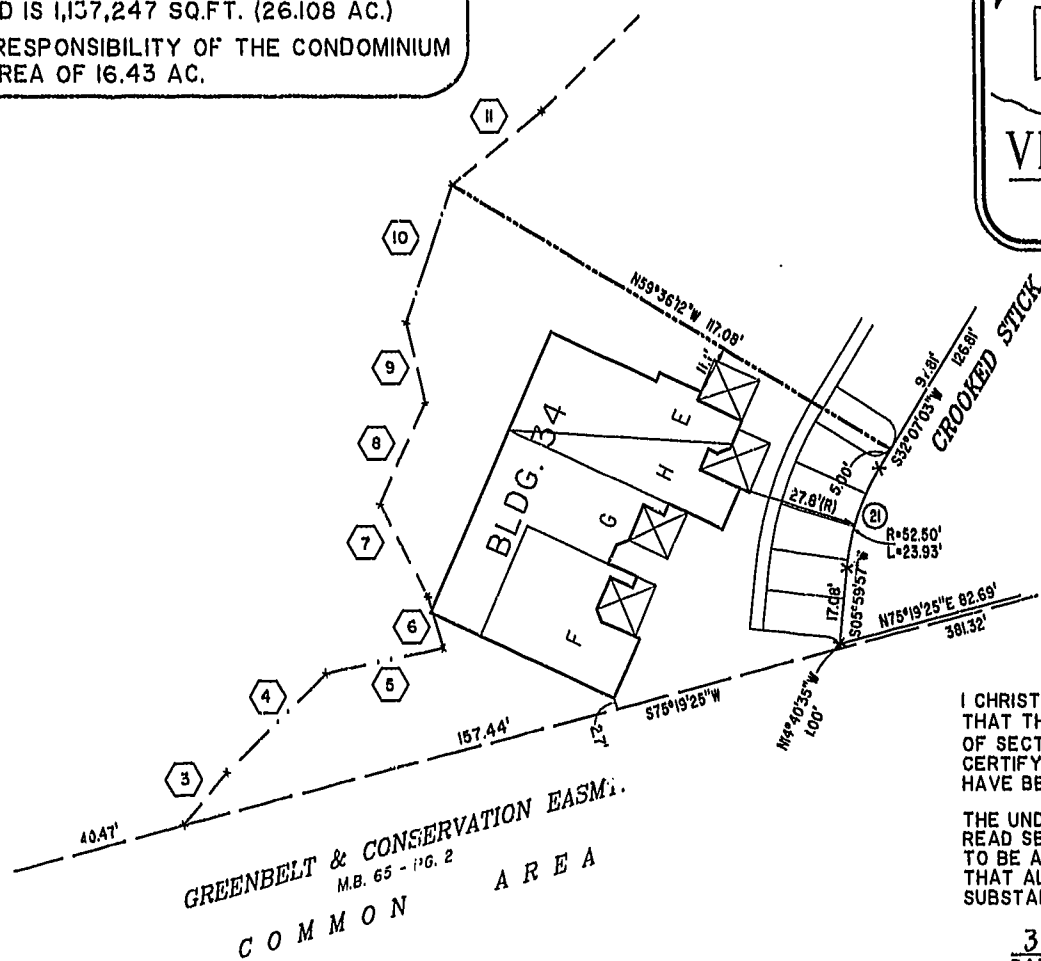 D IS 1,137,247 SQ.FT. (26.108 AC.)
RESPONSIBILITY OF THE CONDOMINIUM
REA OF 16.43 AC.
11
10
9
8
7
6
5
4
3
N59°36'12"W 117.08'
BLDG. 34
E
H
G
F
27.8'(R)
5.00'
21
R=52.50'
L=23.93'
S32°07'03"W
126.81'
CROOKED STICK
17.08'
S05°59'57"W
N75°19'25"E 82.69'
381.32'
N14°40'35"W
1.00'
S75°19'25"W
2.7'
157.44'
40.47'
GREENBELT & CONSERVATION EASMT.
M.B. 65 - PG. 2
COMMON AREA
I CHRIST
THAT TH
OF SECT
CERTIFY
HAVE BE
THE UND
READ SE
TO BE A
THAT AL
SUBSTA
3